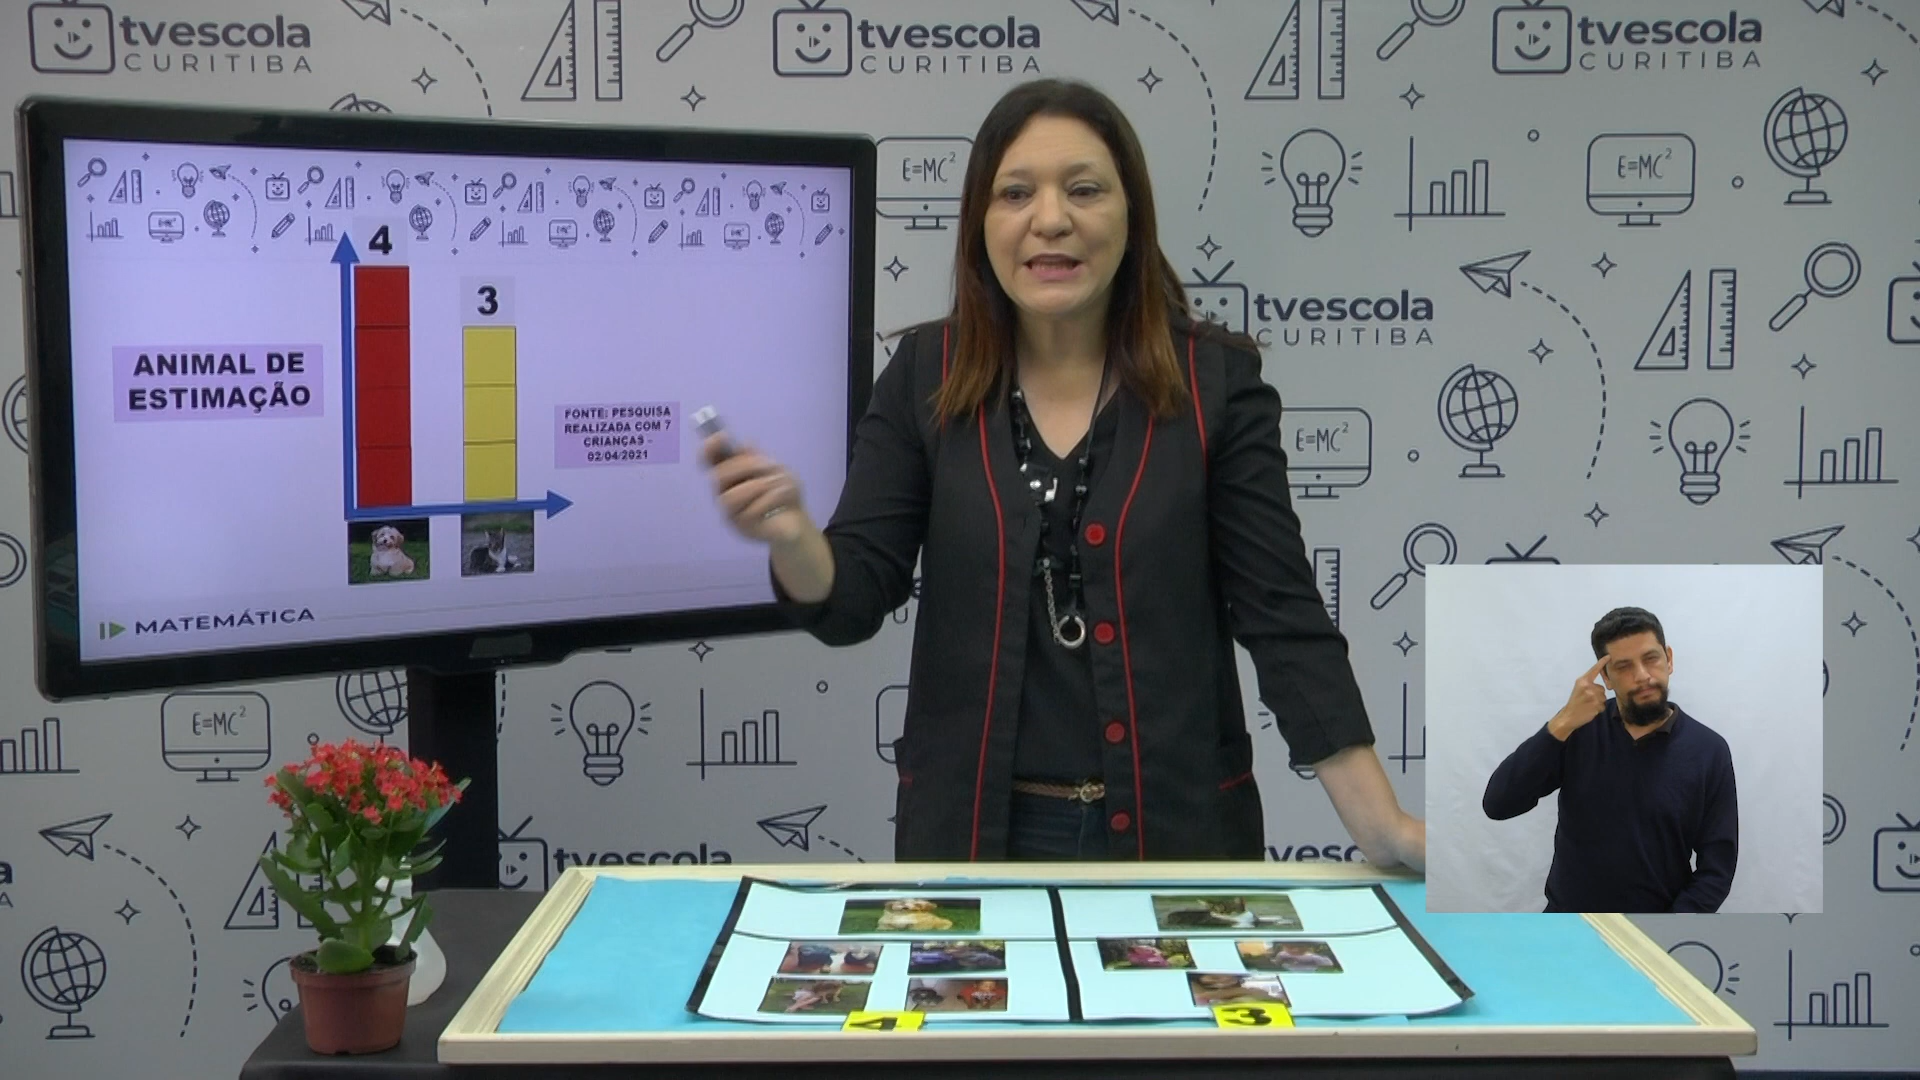 tvescola
CURITIBA
tvescola
CURITIBA
tvescola
CURITIBA
E=MC²
E=MC²
tvescola
CURITIBA
E=MC²
E=MC²
tvescola
4
3
ANIMAL DE
ESTIMAÇÃO
FONTE: PESQUISA
REALIZADA COM 7
CRIANÇAS -
02/04/2021
MATEMÁTICA
4
3